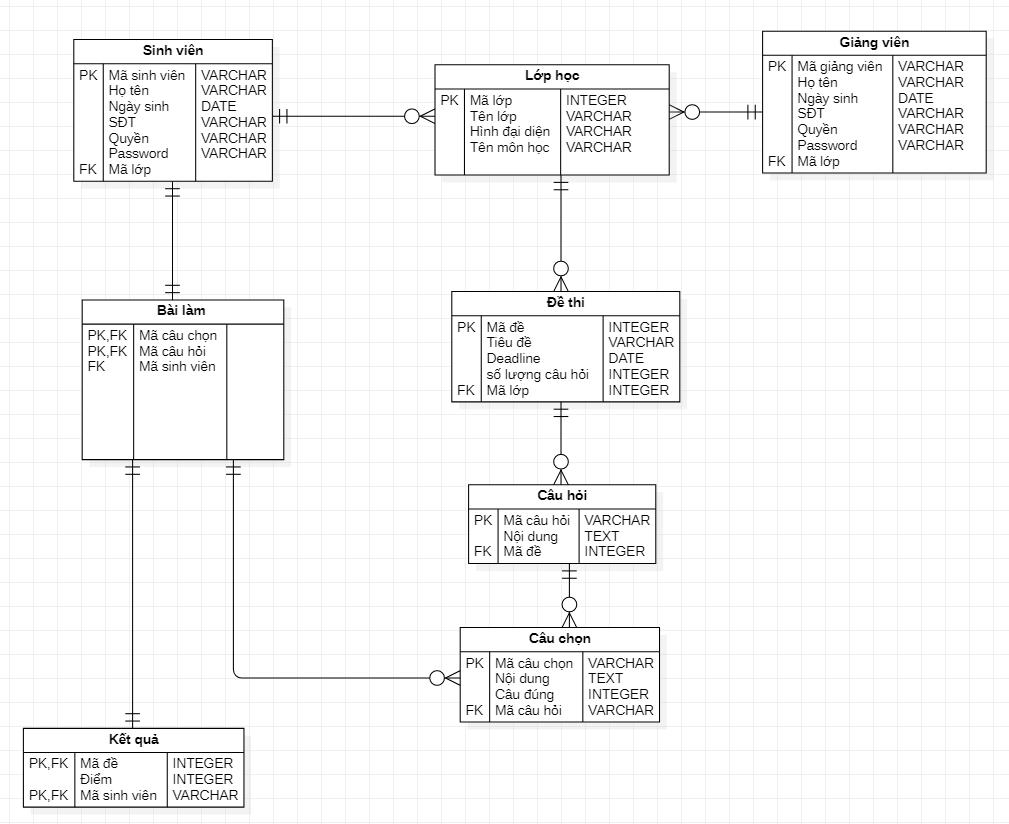 Sinh viên
PK Mã sinh viên VARCHAR
Họ tên VARCHAR
Ngày sinh DATE
SĐT VARCHAR
Quyền VARCHAR
Password VARCHAR
FK Mã lớp
Lớp học
PK Mã lớp INTEGER
Tên lớp VARCHAR
Hình đại diện VARCHAR
Tên môn học VARCHAR
Giảng viên
PK Mã giảng viên VARCHAR
Họ tên VARCHAR
Ngày sinh DATE
SĐT VARCHAR
Quyền VARCHAR
Password VARCHAR
FK Mã lớp
Bài làm
PK,FK Mã câu chọn
PK,FK Mã câu hỏi
FK Mã sinh viên
Đề thi
PK Mã đề INTEGER
Tiêu đề VARCHAR
Deadline DATE
số lượng câu hỏi INTEGER
FK Mã lớp INTEGER
Câu hỏi
PK Mã câu hỏi VARCHAR
Nội dung TEXT
FK Mã đề INTEGER
Câu chọn
PK Mã câu chọn VARCHAR
Nội dung TEXT
Câu đúng INTEGER
FK Mã câu hỏi VARCHAR
Kết quả
PK,FK Mã đề INTEGER
Điểm INTEGER
PK,FK Mã sinh viên VARCHAR